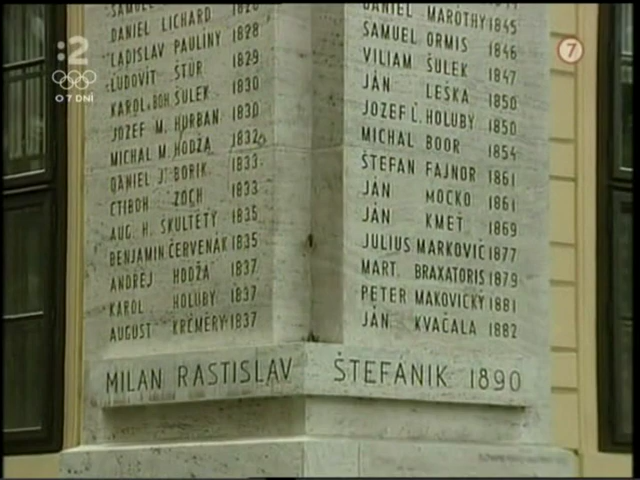 :2
O 7 DNÍ
7
SAMUEL
DANIEL LICHARD 1828
LADISLAV PAULÍNY 1828
ĽUDOVÍT ŠTÚR 1829
KAROL a BOH. ŠULEK 1830
JOZEF M. HURBAN 1830
MICHAL M. HODŽA 1832
DANIEL J. BORIK 1833
CTIBOH ZOCH 1833
AUG. H. ŠKULTÉTY 1835
BENJAMIN ČERVENÁK 1835
ANDREJ HODŽA 1837
KAROL HOLUBY 1837
AUGUST KRČMÉRY 1837
DANIEL MAROTHY 1845
SAMUEL ORMIS 1846
VILIAM ŠULEK 1847
JÁN LEŠKA 1850
JOZEF Ľ. HOLUBY 1850
MICHAL BOOR 1854
ŠTEFAN FAJNOR 1861
JÁN MOCKO 1861
JÁN KMEŤ 1869
JULIUS MARKOVIČ 1877
MART. BRAXATORIS 1879
PETER MAKOVICKÝ 1881
JÁN KVAČALA 1882
MILAN RASTISLAV ŠTEFÁNIK 1890